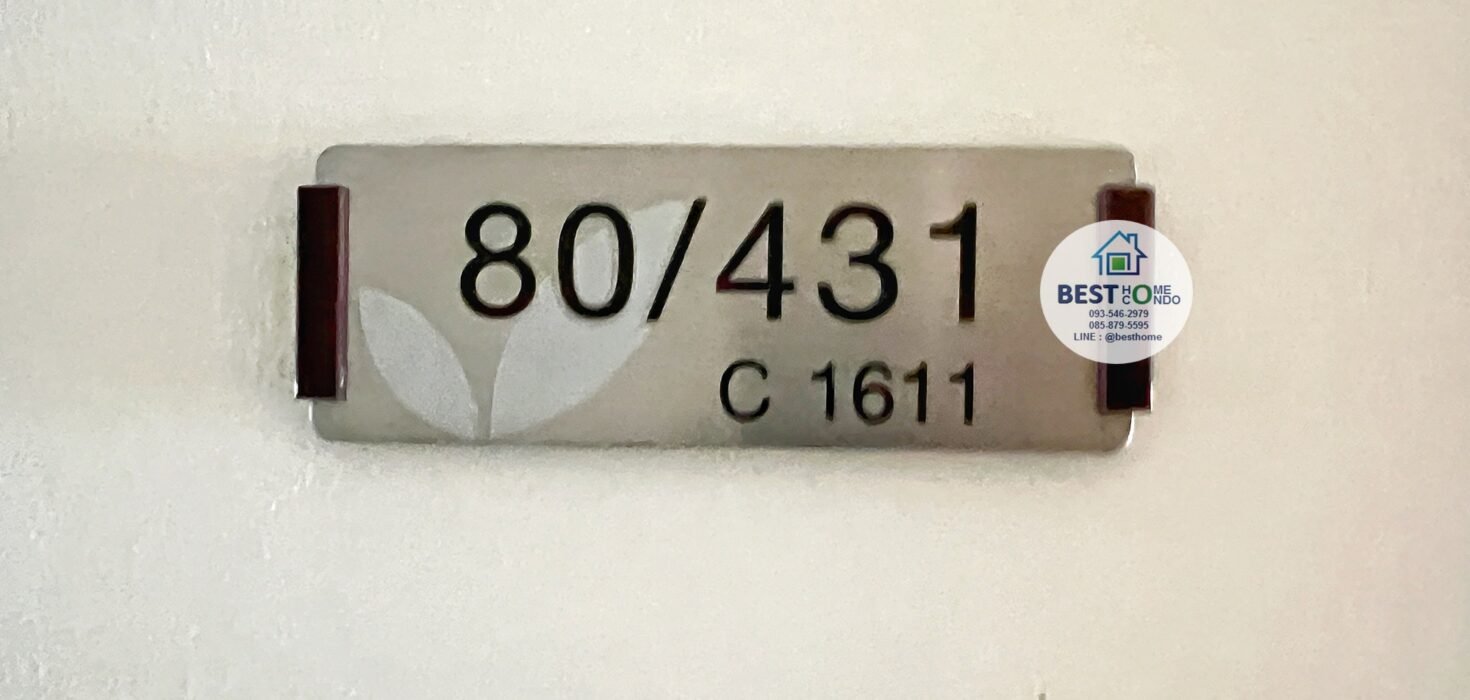 80/431
C 1611
BEST HOME CONDO
093-546-2979
085-879-5595
LINE : @besthome